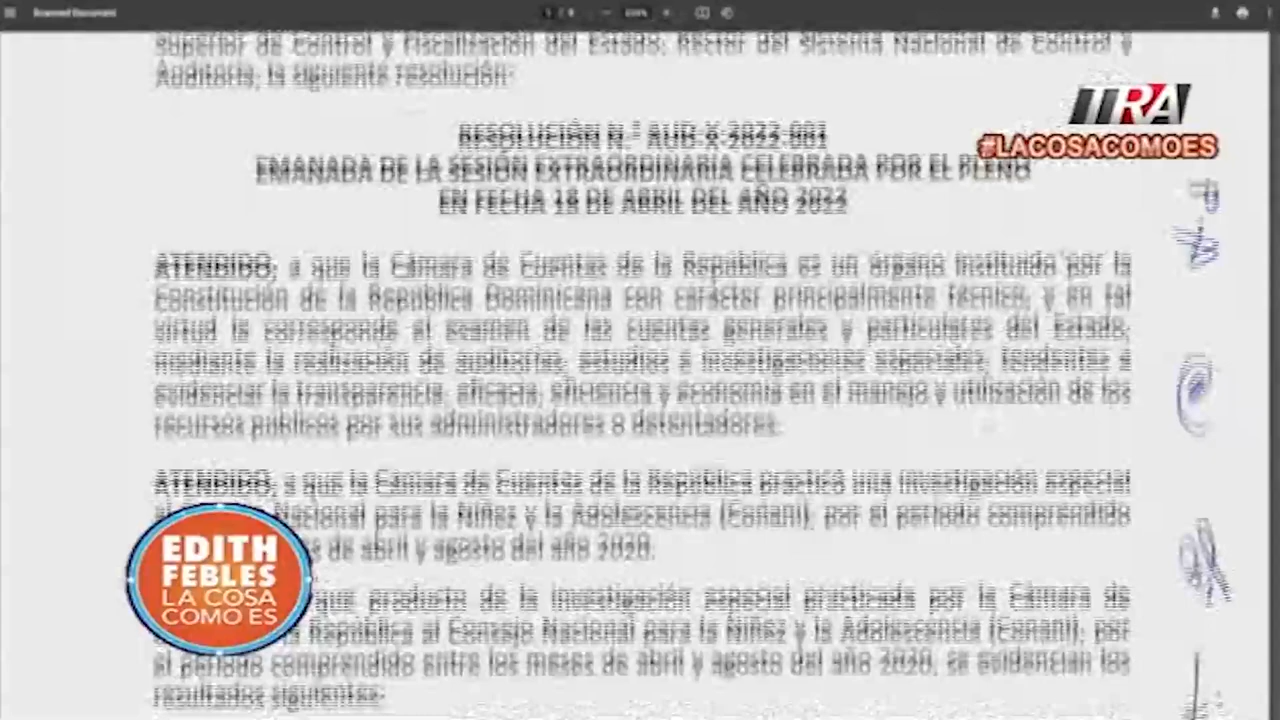 Scanned Document
Superior de Control y Fiscalización del Estado, Rector del Sistema Nacional de Control y
Auditoría, la siguiente resolución:
TRA
#LACOSACOMOES
RESOLUCIÓN N.° AUD-X-2022-001
EMANADA DE LA SESIÓN EXTRAORDINARIA CELEBRADA POR EL PLENO
EN FECHA 18 DE ABRIL DEL AÑO 2022
ATENDIDO, a que la Cámara de Cuentas de la República es un órgano instituido por la
Constitución de la República Dominicana con carácter principalmente técnico, y en tal
virtud le corresponde el examen de las cuentas generales y particulares del Estado,
mediante la realización de auditorías, estudios e investigaciones especiales, tendentes a
evidenciar la transparencia, eficacia, eficiencia y economía en el manejo y utilización de los
recursos públicos por sus administradores o detentadores.
ATENDIDO, a que la Cámara de Cuentas de la República practicó una investigación especial
Nacional para la Niñez y la Adolescencia (Conani), por el período comprendido
s de abril y agosto del año 2020.
que producto de la investigación especial practicada por la Cámara de
República al Consejo Nacional para la Niñez y la Adolescencia (Conani), por
el período comprendido entre los meses de abril y agosto del año 2020, se evidencian los
resultados siguientes:
EDITH
FEBLES
LA COSA
COMO ES